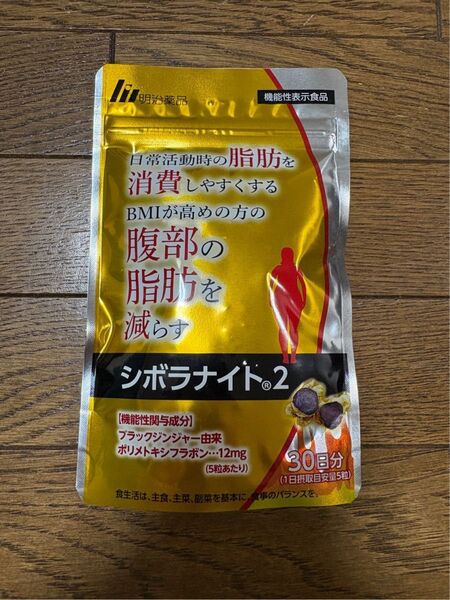 明治薬品
機能性表示食品
日常活動時の脂肪を
消費しやすくする
BMIが高めの方の
腹部の
脂肪を
減らす
シボラナイト®2
【機能性関与成分】
ブラックジンジャー由来
ポリメトキシフラボン…12mg
(5粒あたり)
30日分
(1日摂取目安量5粒)
食生活は、主食、主菜、副菜を基本に、食事のバランスを。